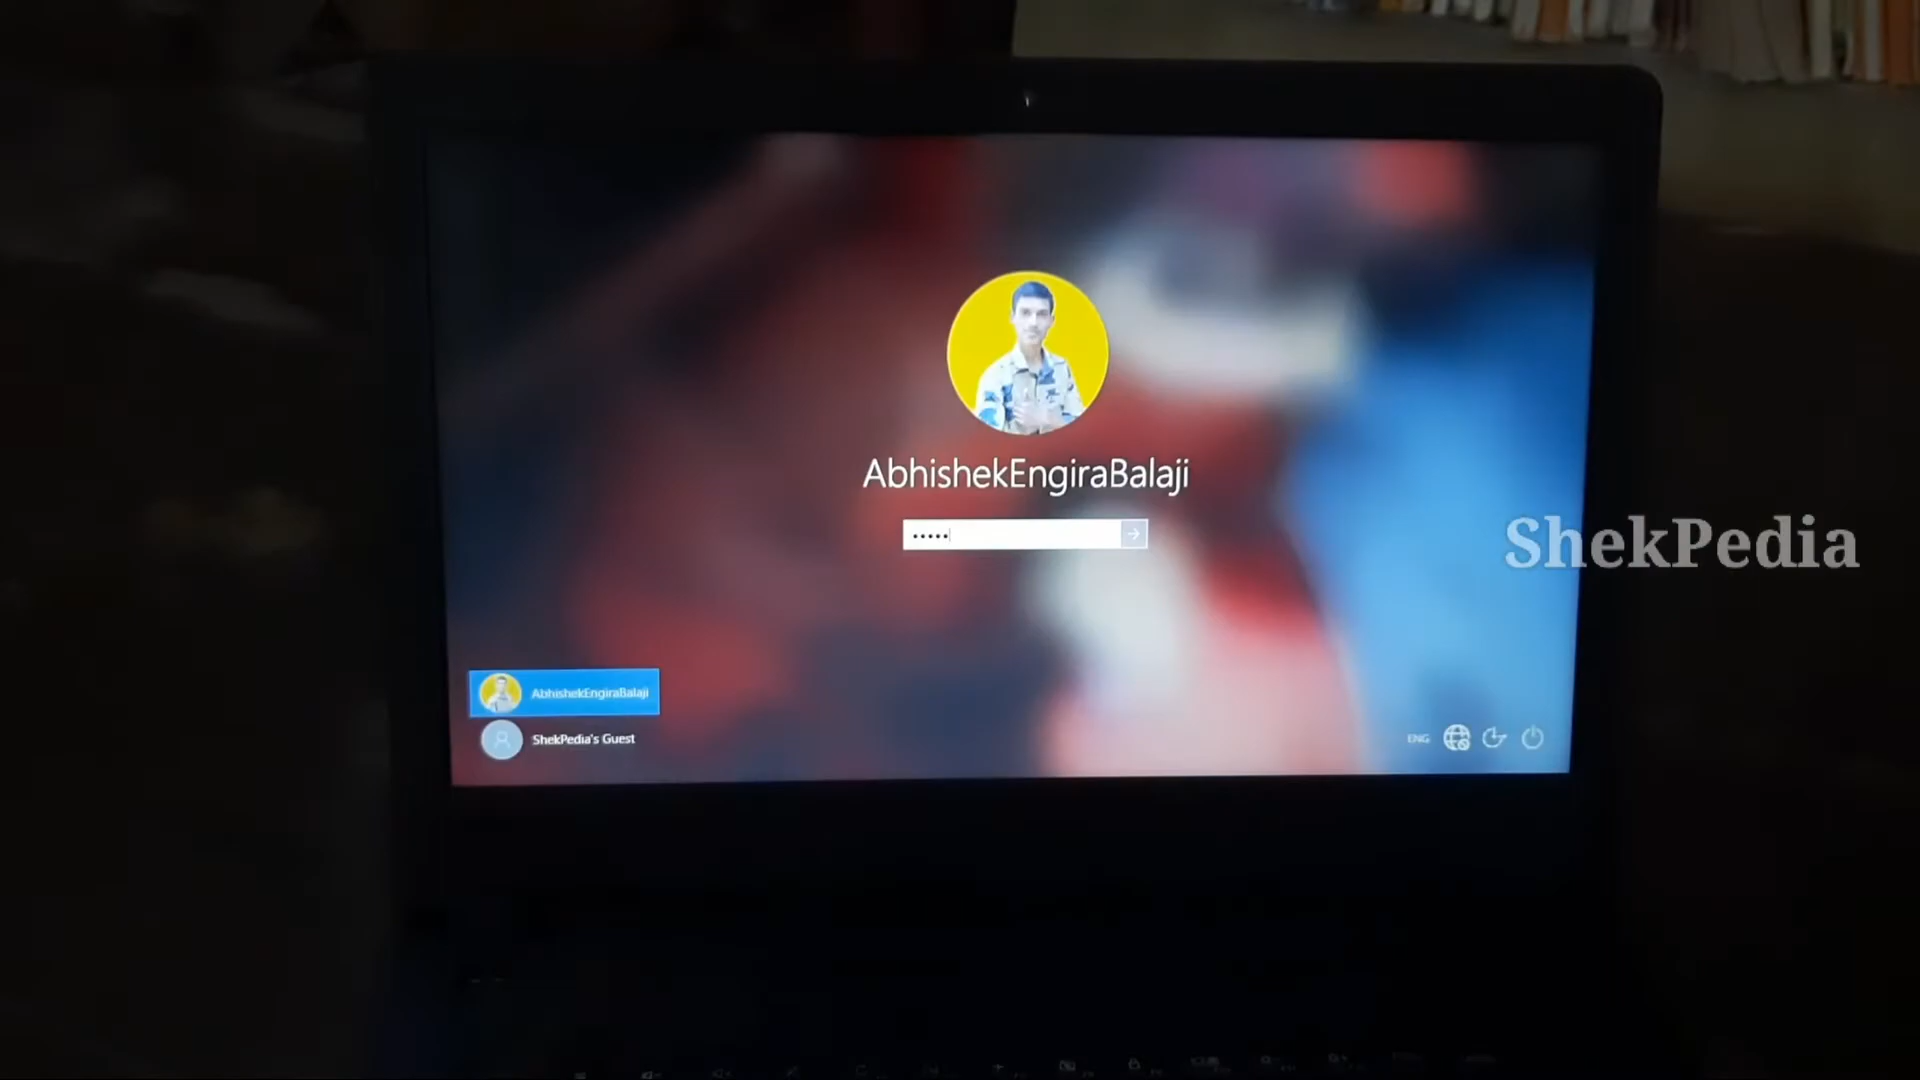 AbhishekEngiraBalaji
ShekPedia
AbhishekEngiraBalaji
ShekPedia's Guest
ENG